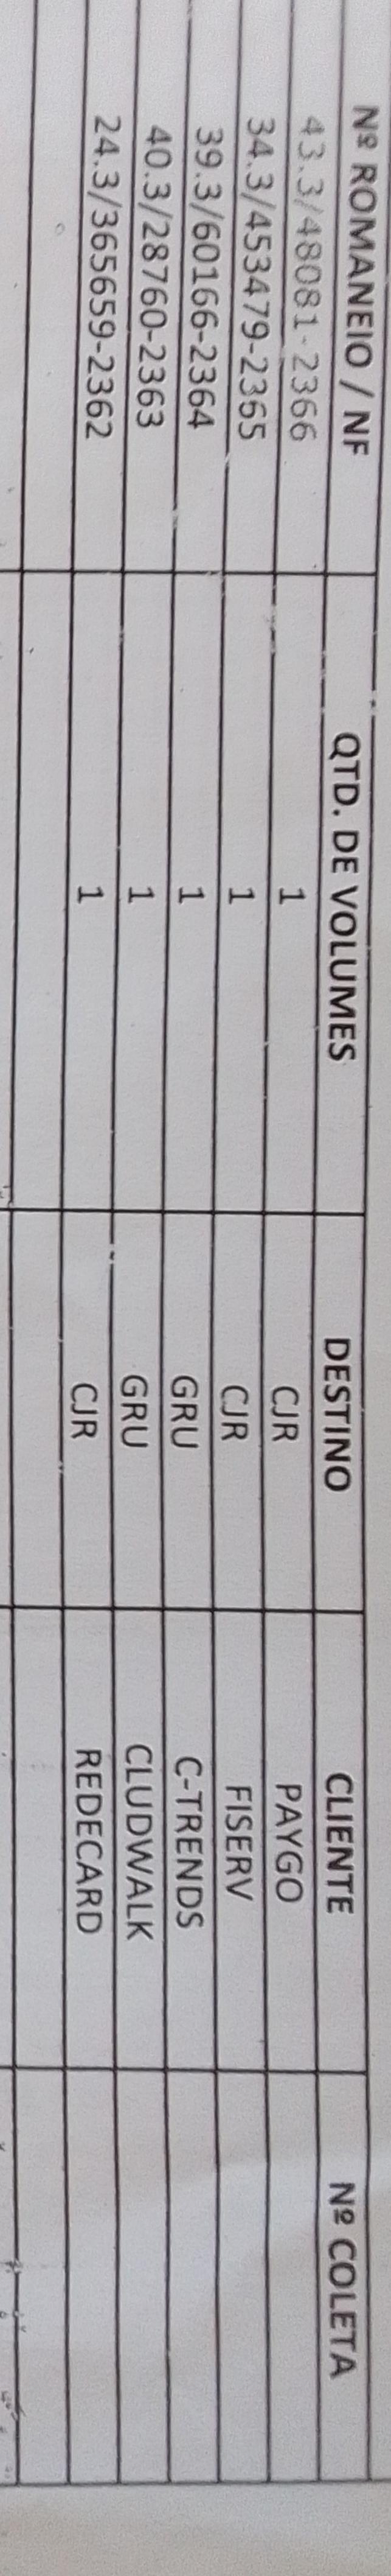 Nº ROMANEIO / NF QTD. DE VOLUMES DESTINO CLIENTE Nº COLETA
43.3/48081-2366 1 CJR PAYGO
34.3/453479-2365 1 CJR FISERV
39.3/60166-2364 1 GRU C-TRENDS
40.3/28760-2363 1 GRU CLUDWALK
24.3/365659-2362 1 CJR REDECARD